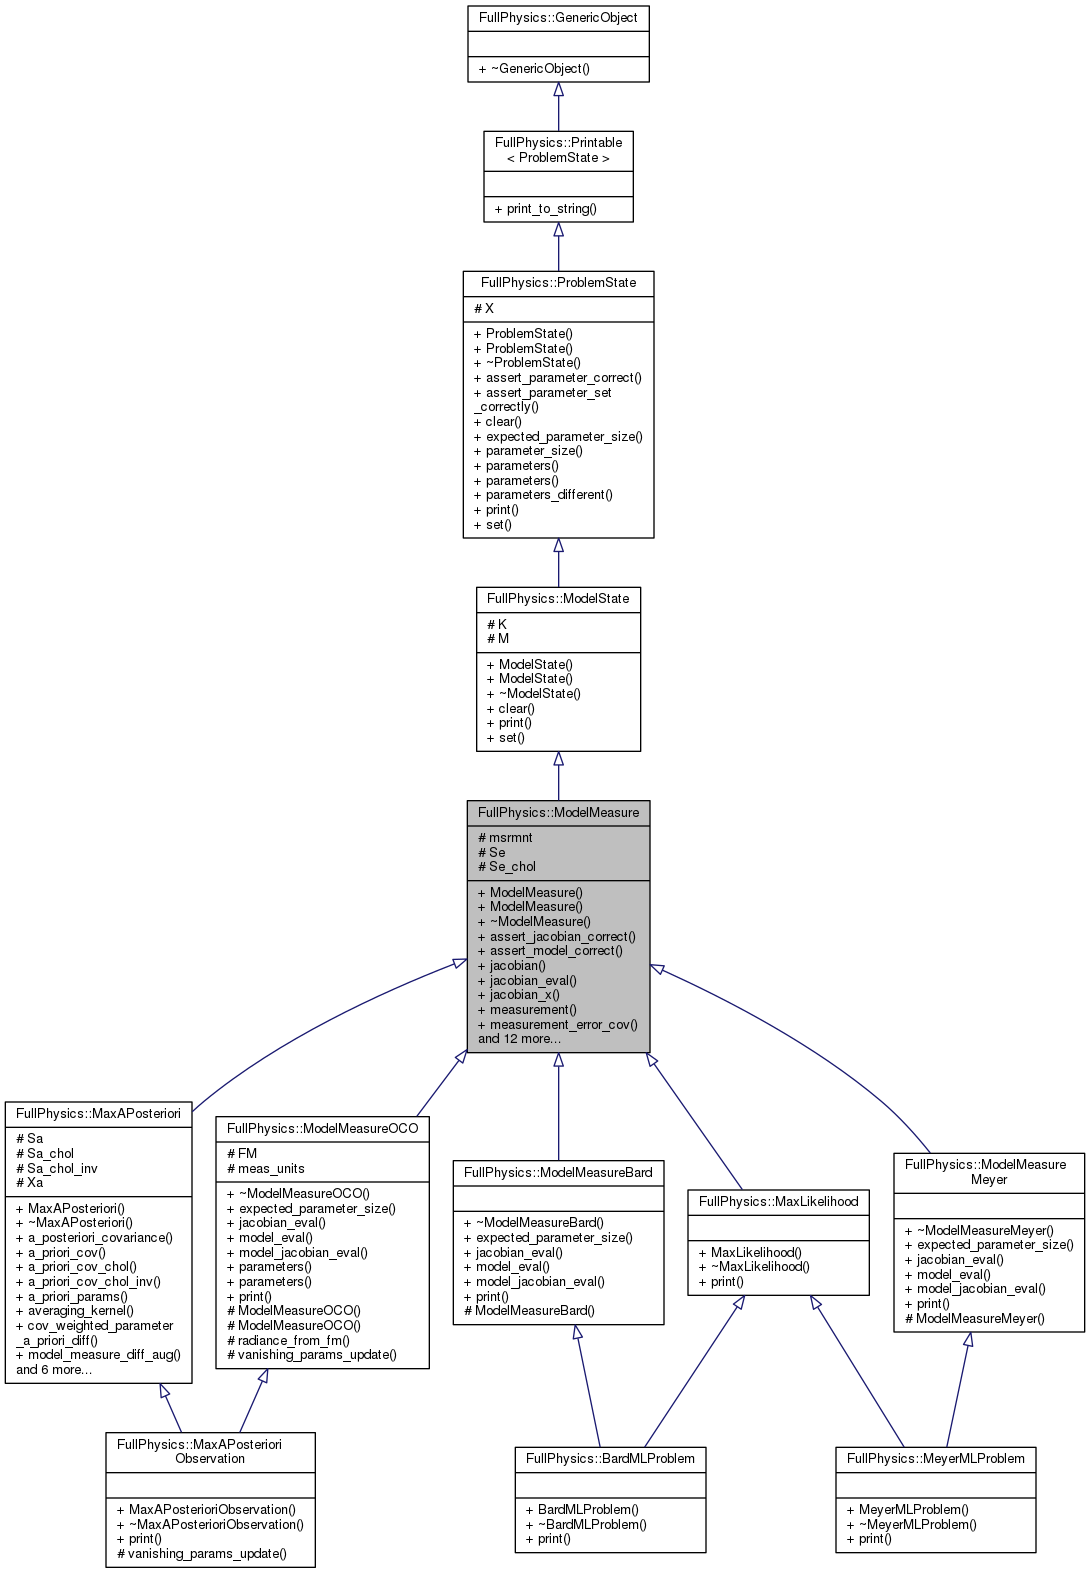 FullPhysics::GenericObject
+ ~GenericObject()
FullPhysics::Printable
< ProblemState >
+ print_to_string()
FullPhysics::ProblemState
# X
+ ProblemState()
+ ProblemState()
+ ~ProblemState()
+ assert_parameter_correct()
+ assert_parameter_set
_correctly()
+ clear()
+ expected_parameter_size()
+ parameter_size()
+ parameters()
+ parameters()
+ parameters_different()
+ print()
+ set()
FullPhysics::ModelState
# K
# M
+ ModelState()
+ ModelState()
+ ~ModelState()
+ clear()
+ print()
+ set()
FullPhysics::ModelMeasure
# msrmnt
# Se
# Se_chol
+ ModelMeasure()
+ ModelMeasure()
+ ~ModelMeasure()
+ assert_jacobian_correct()
+ assert_model_correct()
+ jacobian()
+ jacobian_eval()
+ jacobian_x()
+ measurement()
+ measurement_error_cov()
and 12 more...
FullPhysics::MaxAPosteriori
# Sa
# Sa_chol
# Sa_chol_inv
# Xa
+ MaxAPosteriori()
+ ~MaxAPosteriori()
+ a_posteriori_covariance()
+ a_priori_cov()
+ a_priori_cov_chol()
+ a_priori_cov_chol_inv()
+ a_priori_params()
+ averaging_kernel()
+ cov_weighted_parameter
_a_priori_diff()
+ model_measure_diff_aug()
and 6 more...
FullPhysics::ModelMeasureOCO
# FM
# meas_units
+ ~ModelMeasureOCO()
+ expected_parameter_size()
+ jacobian_eval()
+ model_eval()
+ model_jacobian_eval()
+ parameters()
+ parameters()
+ print()
# ModelMeasureOCO()
# ModelMeasureOCO()
# radiance_from_fm()
# vanishing_params_update()
FullPhysics::ModelMeasureBard
+ ~ModelMeasureBard()
+ expected_parameter_size()
+ jacobian_eval()
+ model_eval()
+ model_jacobian_eval()
+ print()
# ModelMeasureBard()
FullPhysics::MaxLikelihood
+ MaxLikelihood()
+ ~MaxLikelihood()
+ print()
FullPhysics::ModelMeasure
Meyer
+ ~ModelMeasureMeyer()
+ expected_parameter_size()
+ jacobian_eval()
+ model_eval()
+ model_jacobian_eval()
+ print()
# ModelMeasureMeyer()
FullPhysics::MaxAPosteriori
Observation
+ MaxAPosterioriObservation()
+ ~MaxAPosterioriObservation()
+ print()
# vanishing_params_update()
FullPhysics::BardMLProblem
+ BardMLProblem()
+ ~BardMLProblem()
+ print()
FullPhysics::MeyerMLProblem
+ MeyerMLProblem()
+ ~MeyerMLProblem()
+ print()